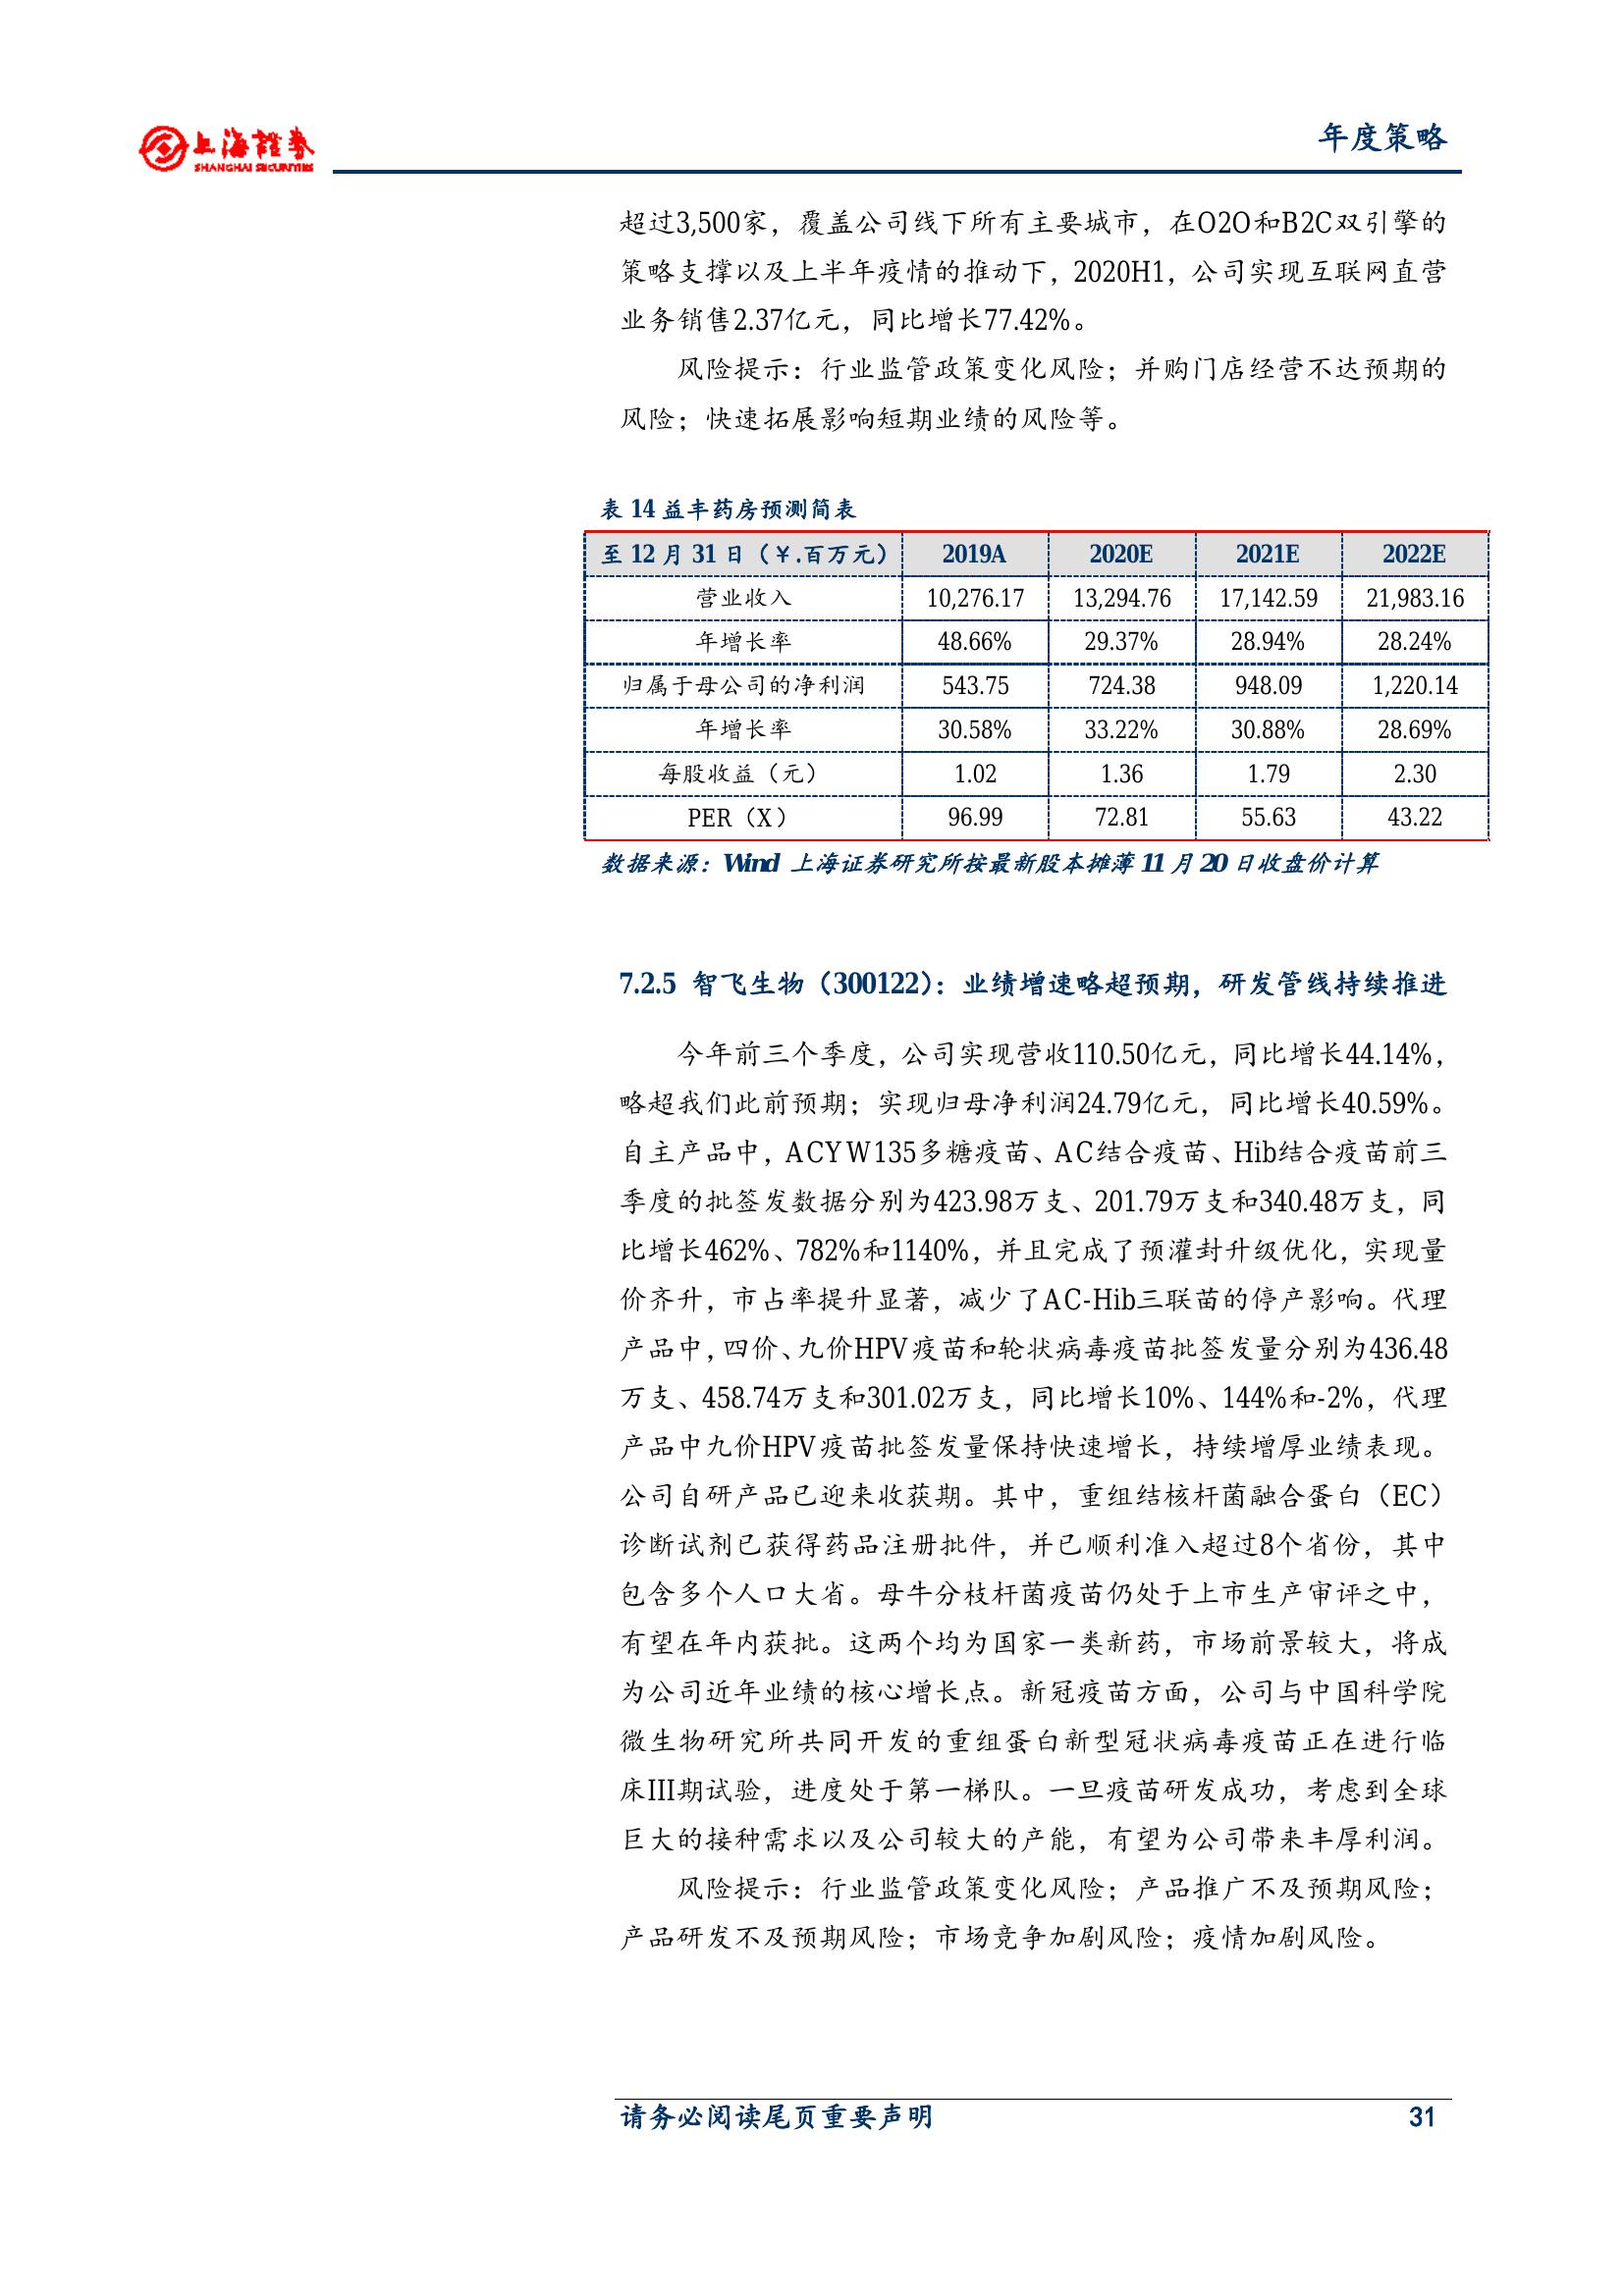 上海證券
SHANGHAI SECURITIES
年度策略
超过3,500家，覆盖公司线下所有主要城市，在O2O和B2C双引擎的
策略支撑以及上半年疫情的推动下，2020H1，公司实现互联网直营
业务销售2.37亿元，同比增长77.42%。
风险提示：行业监管政策变化风险；并购门店经营不达预期的
风险；快速拓展影响短期业绩的风险等。
表 14 益丰药房预测简表
至 12 月 31 日（￥.百万元） 2019A 2020E 2021E 2022E
营业收入 10,276.17 13,294.76 17,142.59 21,983.16
年增长率 48.66% 29.37% 28.94% 28.24%
归属于母公司的净利润 543.75 724.38 948.09 1,220.14
年增长率 30.58% 33.22% 30.88% 28.69%
每股收益（元） 1.02 1.36 1.79 2.30
PER（X） 96.99 72.81 55.63 43.22
数据来源：Wind 上海证券研究所按最新股本摊薄 11 月 20 日收盘价计算
7.2.5 智飞生物（300122）：业绩增速略超预期，研发管线持续推进
今年前三个季度，公司实现营收110.50亿元，同比增长44.14%，
略超我们此前预期；实现归母净利润24.79亿元，同比增长40.59%。
自主产品中，ACYW135多糖疫苗、AC结合疫苗、Hib结合疫苗前三
季度的批签发数据分别为423.98万支、201.79万支和340.48万支，同
比增长462%、782%和1140%，并且完成了预灌封升级优化，实现量
价齐升，市占率提升显著，减少了AC-Hib三联苗的停产影响。代理
产品中，四价、九价HPV疫苗和轮状病毒疫苗批签发量分别为436.48
万支、458.74万支和301.02万支，同比增长10%、144%和-2%，代理
产品中九价HPV疫苗批签发量保持快速增长，持续增厚业绩表现。
公司自研产品已迎来收获期。其中，重组结核杆菌融合蛋白（EC）
诊断试剂已获得药品注册批件，并已顺利准入超过8个省份，其中
包含多个人口大省。母牛分枝杆菌疫苗仍处于上市生产审评之中，
有望在年内获批。这两个均为国家一类新药，市场前景较大，将成
为公司近年业绩的核心增长点。新冠疫苗方面，公司与中国科学院
微生物研究所共同开发的重组蛋白新型冠状病毒疫苗正在进行临
床III期试验，进度处于第一梯队。一旦疫苗研发成功，考虑到全球
巨大的接种需求以及公司较大的产能，有望为公司带来丰厚利润。
风险提示：行业监管政策变化风险；产品推广不及预期风险；
产品研发不及预期风险；市场竞争加剧风险；疫情加剧风险。
请务必阅读尾页重要声明 31